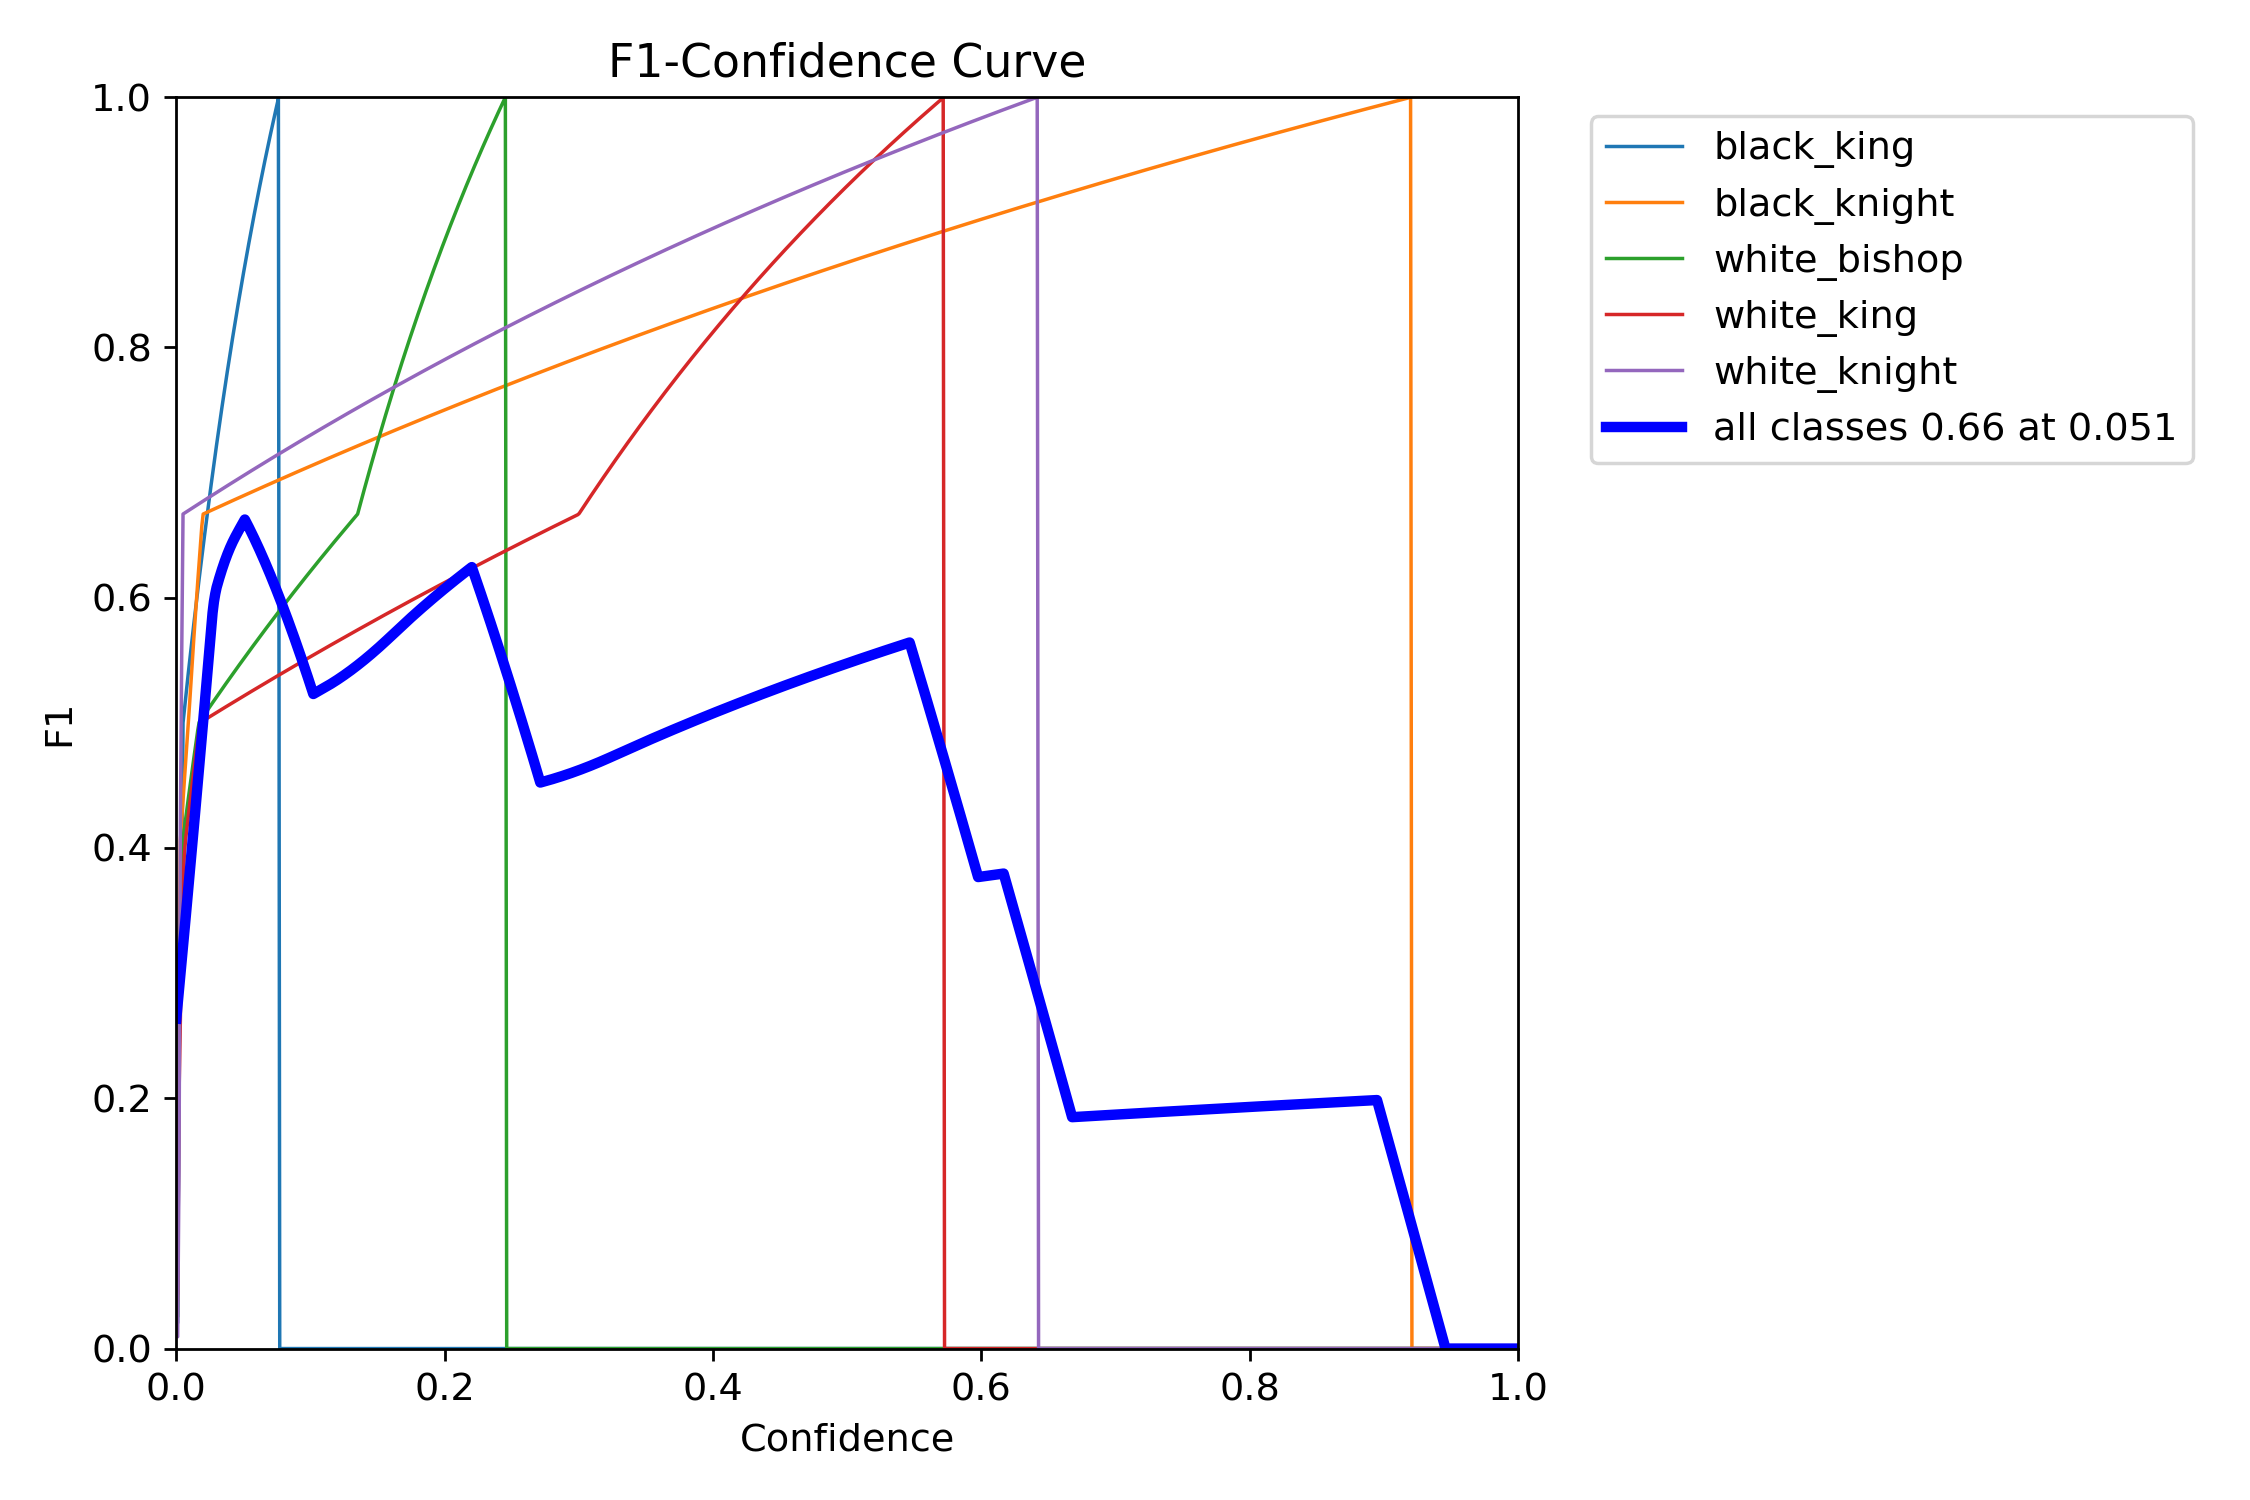 F1-Confidence Curve
1.0
0.8
0.6
0.4
0.2
0.0
F1
0.0 0.2 0.4 0.6 0.8 1.0
Confidence
black_king
black_knight
white_bishop
white_king
white_knight
all classes 0.66 at 0.051